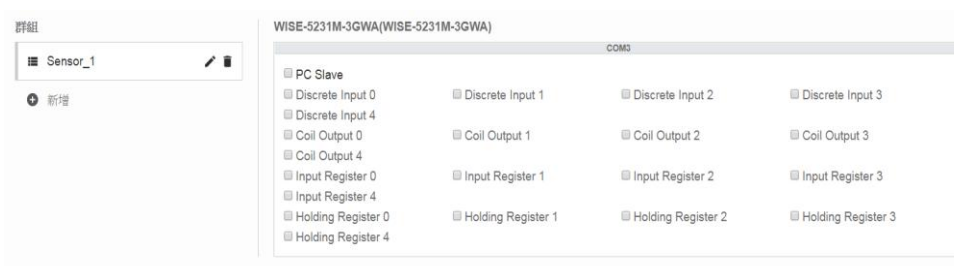 群組
Sensor_1
新增
WISE-5231M-3GWA(WISE-5231M-3GWA)
COM3
PC Slave
Discrete Input 0 Discrete Input 1 Discrete Input 2 Discrete Input 3
Discrete Input 4
Coil Output 0 Coil Output 1 Coil Output 2 Coil Output 3
Coil Output 4
Input Register 0 Input Register 1 Input Register 2 Input Register 3
Input Register 4
Holding Register 0 Holding Register 1 Holding Register 2 Holding Register 3
Holding Register 4